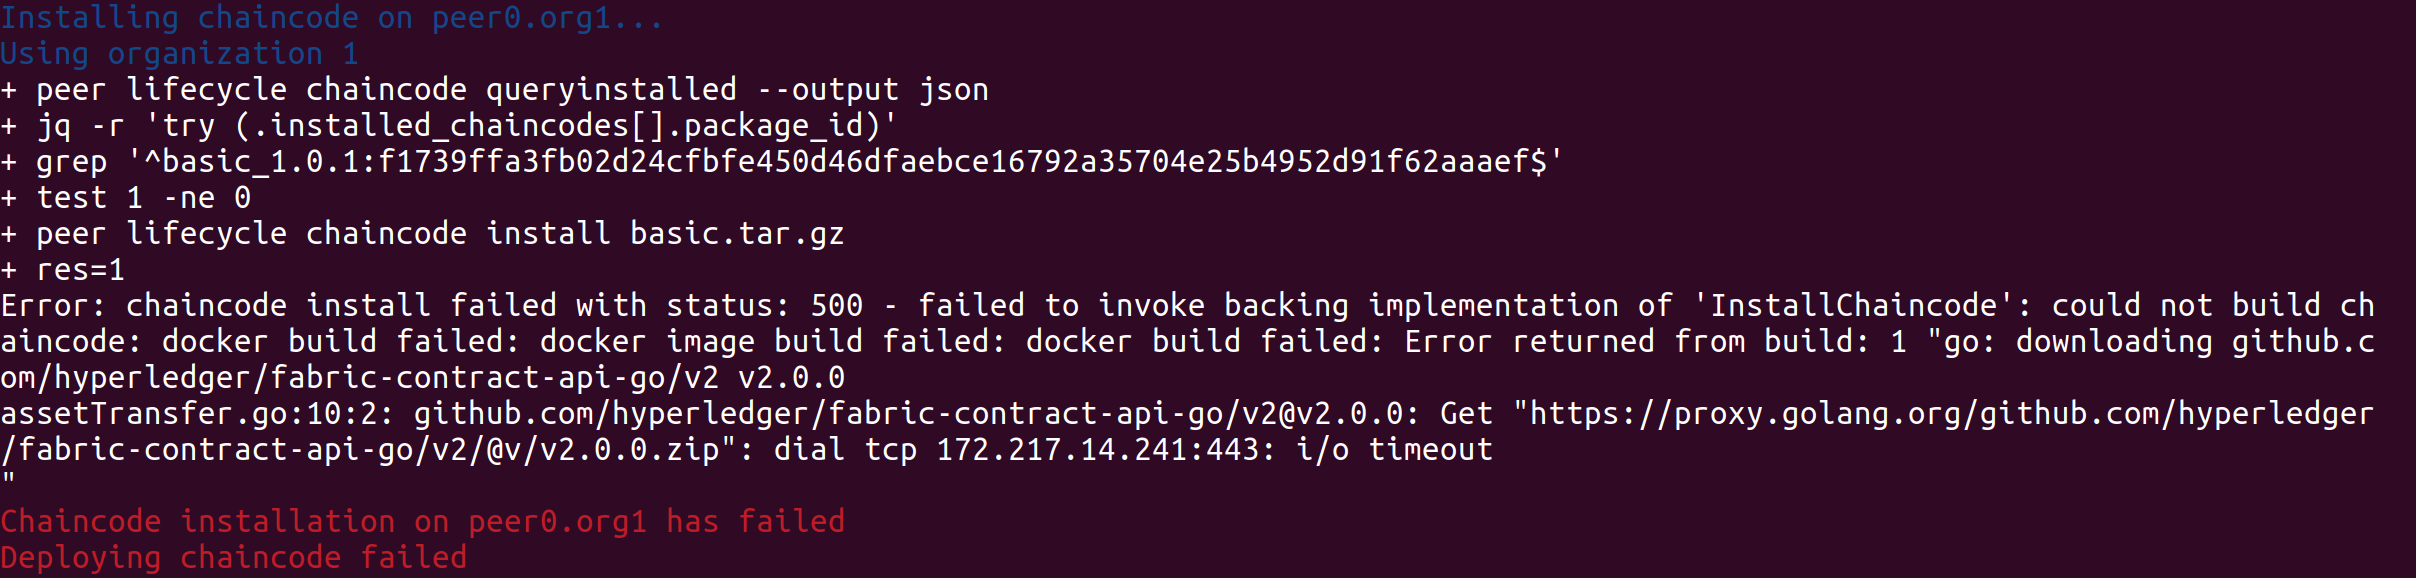 Installing chaincode on peer0.org1...
Using organization 1
+ peer lifecycle chaincode queryinstalled --output json
+ jq -r 'try (.installed_chaincodes[].package_id)'
+ grep '^basic_1.0.1:f1739ffa3fb02d24cfbfe450d46dfaebce16792a35704e25b4952d91f62aaaef$'
+ test 1 -ne 0
+ peer lifecycle chaincode install basic.tar.gz
+ res=1
Error: chaincode install failed with status: 500 - failed to invoke backing implementation of 'InstallChaincode': could not build ch
aincode: docker build failed: docker image build failed: docker build failed: Error returned from build: 1 "go: downloading github.c
om/hyperledger/fabric-contract-api-go/v2 v2.0.0
assetTransfer.go:10:2: github.com/hyperledger/fabric-contract-api-go/v2@v2.0.0: Get "https://proxy.golang.org/github.com/hyperledger
/fabric-contract-api-go/v2/@v/v2.0.0.zip": dial tcp 172.217.14.241:443: i/o timeout
"
Chaincode installation on peer0.org1 has failed
Deploying chaincode failed